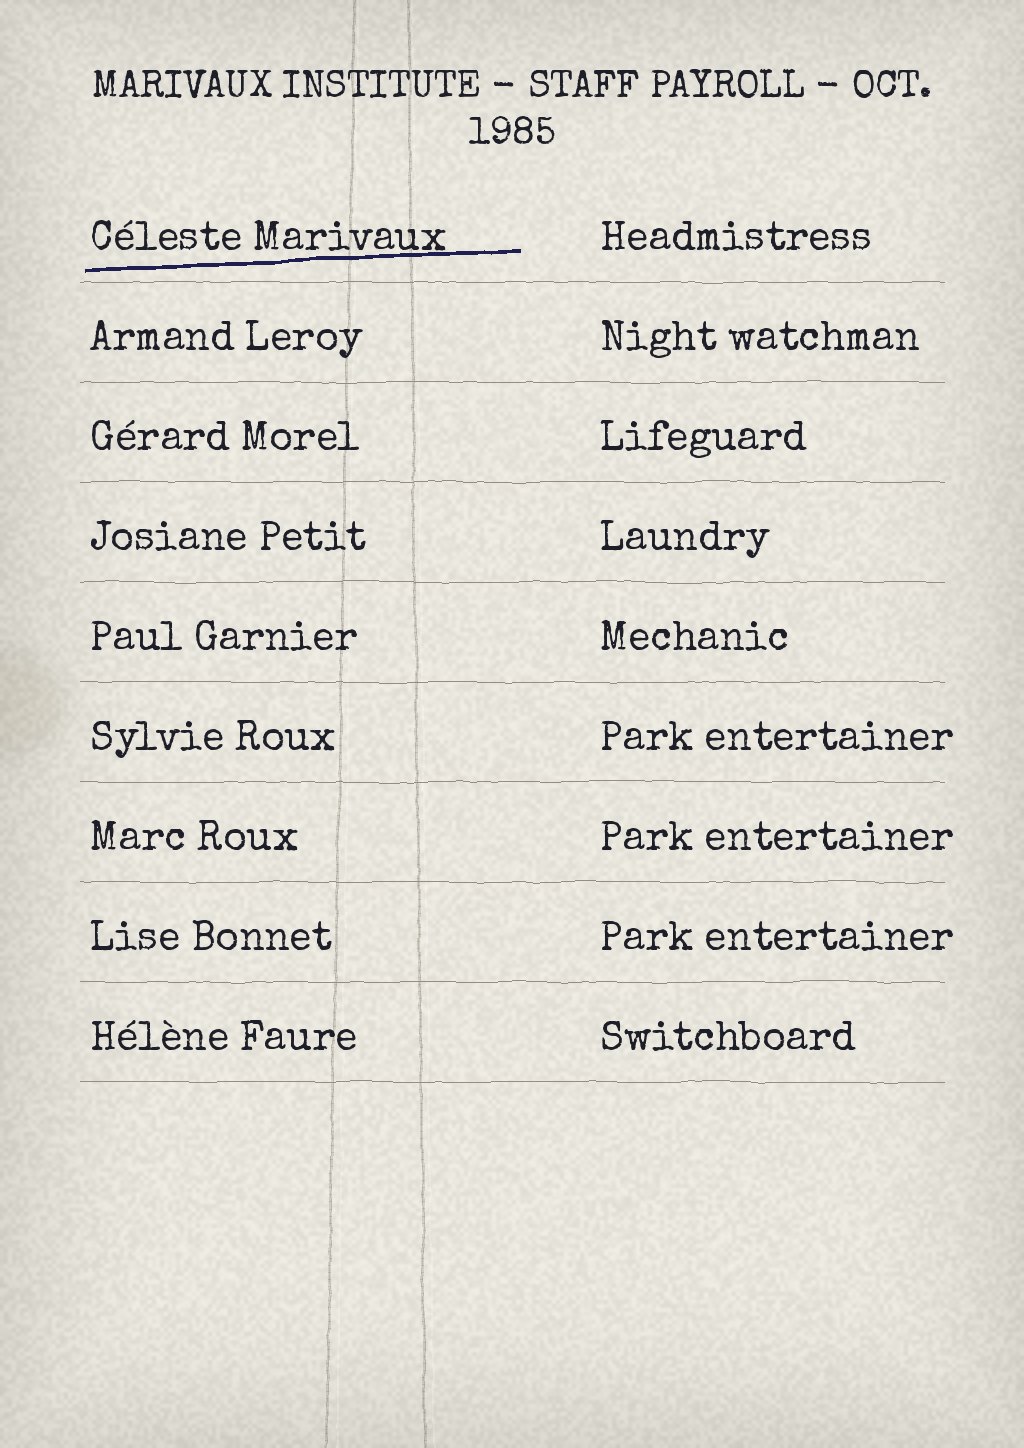 MARIVAUX INSTITUTE – STAFF PAYROLL – OCT.
1985
Céleste Marivaux Headmistress
Armand Leroy Night watchman
Gérard Morel Lifeguard
Josiane Petit Laundry
Paul Garnier Mechanic
Sylvie Roux Park entertainer
Marc Roux Park entertainer
Lise Bonnet Park entertainer
Hélène Faure Switchboard